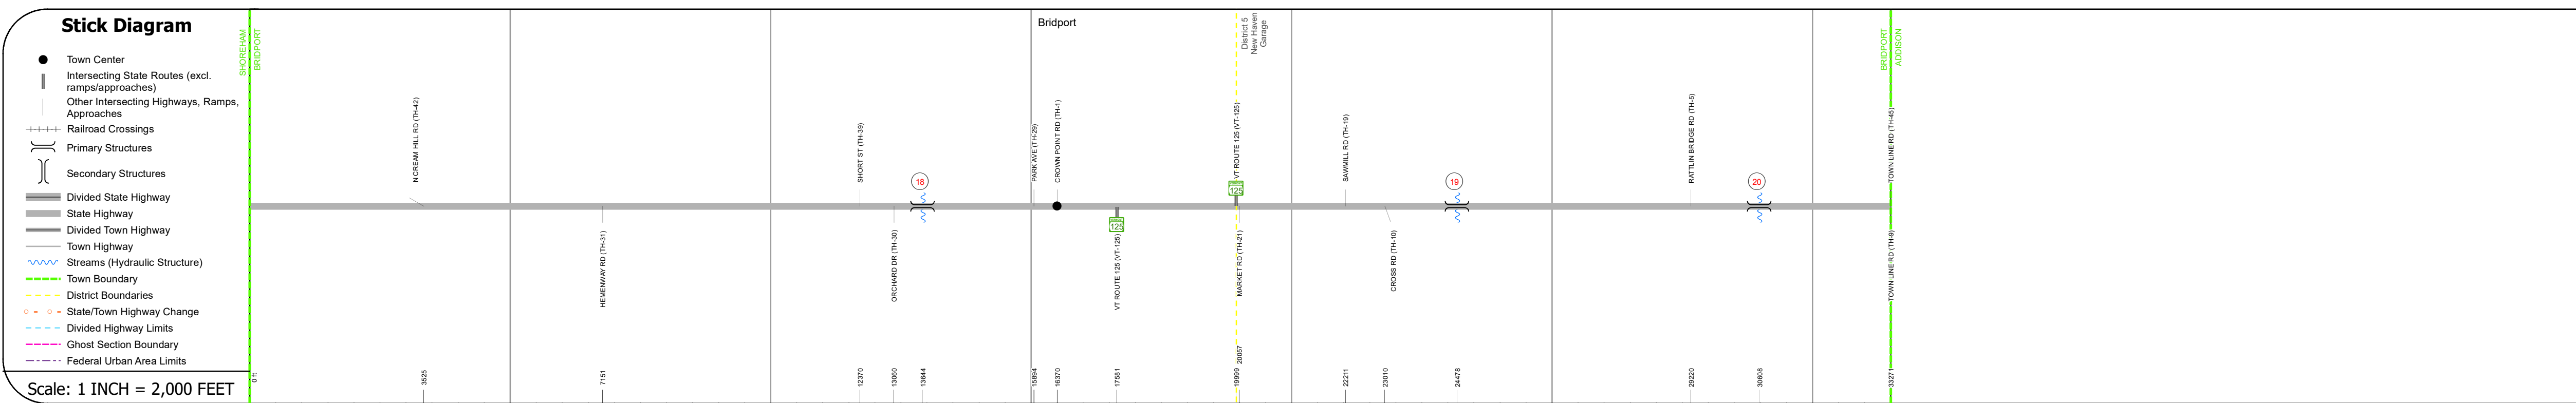 Stick Diagram
Town Center
Intersecting State Routes (excl.
ramps/approaches)
Other Intersecting Highways, Ramps,
Approaches
Railroad Crossings
Primary Structures
Secondary Structures
Divided State Highway
State Highway
Divided Town Highway
Town Highway
Streams (Hydraulic Structure)
Town Boundary
District Boundaries
State/Town Highway Change
Divided Highway Limits
Ghost Section Boundary
Federal Urban Area Limits
Scale: 1 INCH = 2,000 FEET
SHOREHAM
BRIDPORT
Bridport
District 5
New Haven
Garage
BRIDPORT
ADDISON
N CREAM HILL RD (TH-42)
SHORT ST (TH-39)
PARK AVE (TH-29)
CROWN POINT RD (TH-1)
VT ROUTE 125 (VT-125)
SAWMILL RD (TH-19)
RATTLIN BRIDGE RD (TH-5)
TOWN LINE RD (TH-45)
18
125
19
20
125
HEMENWAY RD (TH-31)
ORCHARD DR (TH-30)
VT ROUTE 125 (VT-125)
MARKET RD (TH-21)
CROSS RD (TH-10)
TOWN LINE RD (TH-9)
0 ft
3525
7151
12370
13060
13644
15894
16370
17581
19999
20057
22211
23010
24478
29220
30608
33271